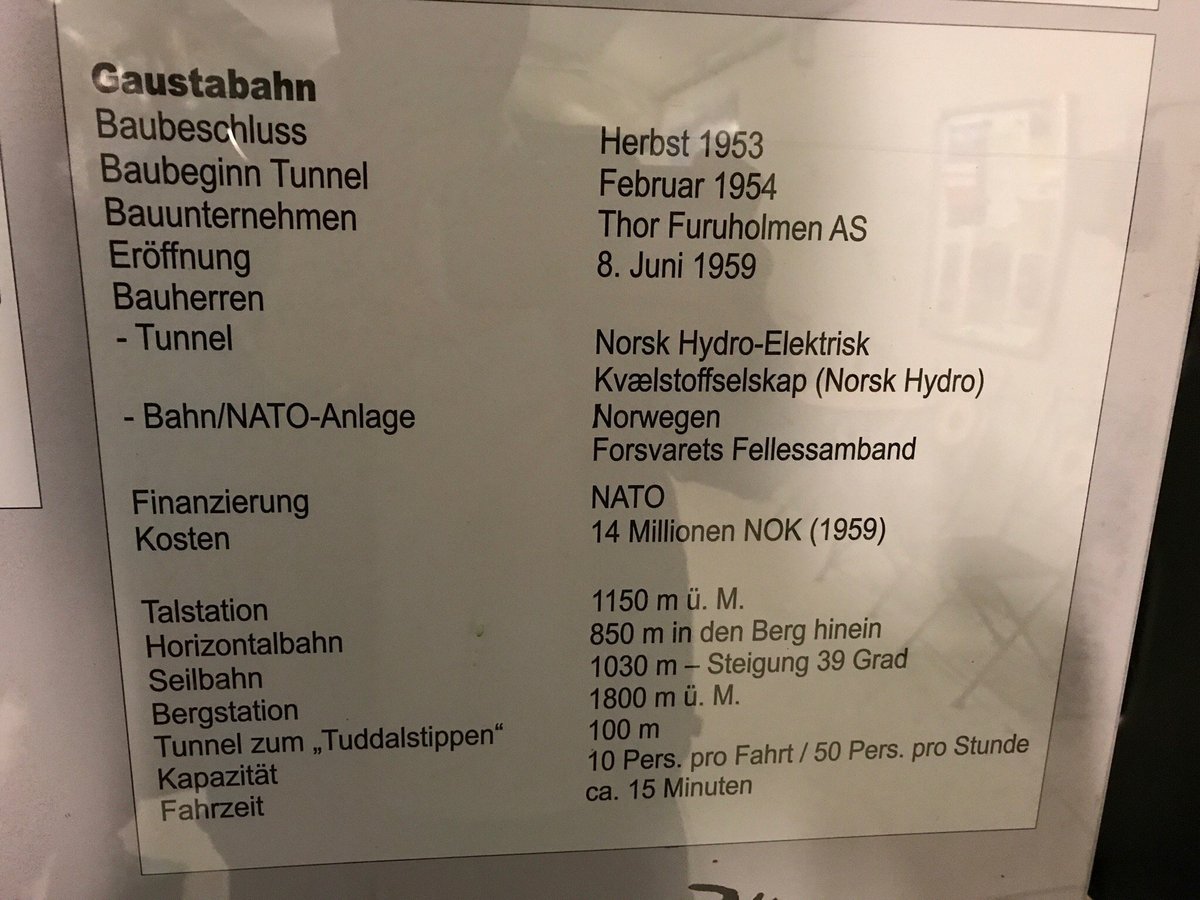 Gaustabahn
Baubeschluss Herbst 1953
Baubeginn Tunnel Februar 1954
Bauunternehmen Thor Furuholmen AS
Eröffnung 8. Juni 1959
Bauherren
- Tunnel Norsk Hydro-Elektrisk
Kvælstoffselskap (Norsk Hydro)
- Bahn/NATO-Anlage Norwegen
Forsvarets Fellessamband
Finanzierung NATO
Kosten 14 Millionen NOK (1959)
Talstation 1150 m ü. M.
Horizontalbahn 850 m in den Berg hinein
Seilbahn 1030 m – Steigung 39 Grad
Bergstation 1800 m ü. M.
Tunnel zum „Tuddalstippen“ 100 m
Kapazität 10 Pers. pro Fahrt / 50 Pers. pro Stunde
Fahrzeit ca. 15 Minuten